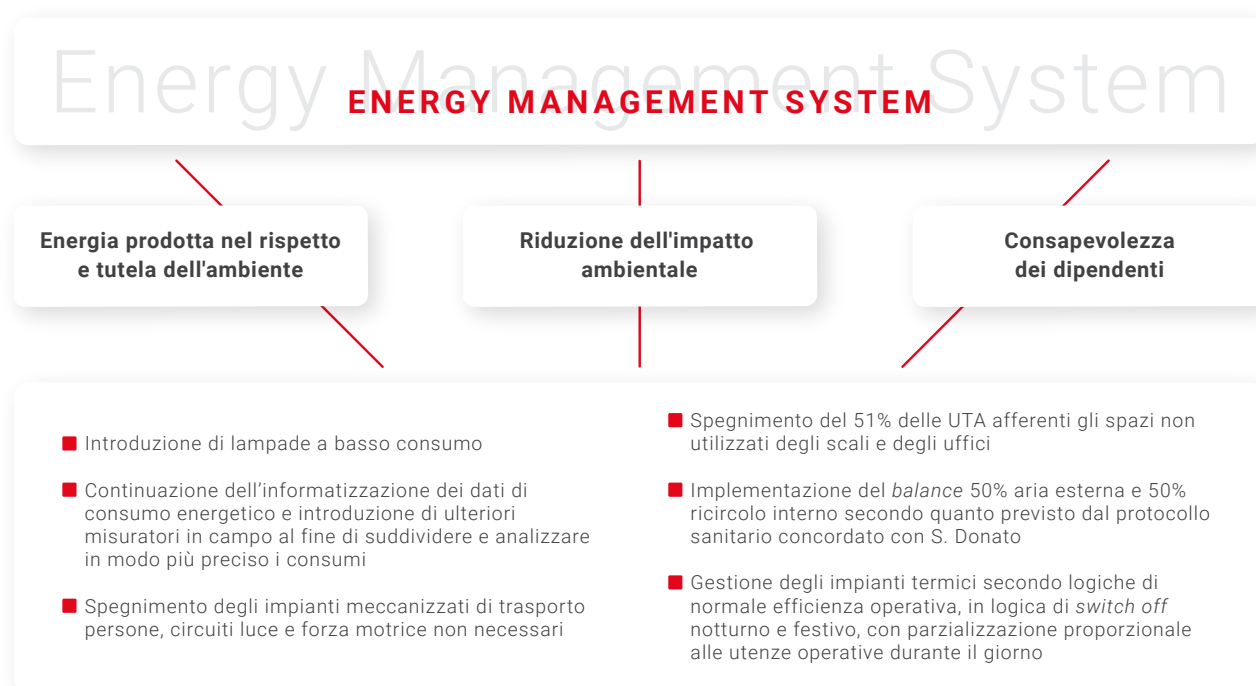 Energy Management System
ENERGY MANAGEMENT SYSTEM
Energia prodotta nel rispetto
e tutela dell'ambiente
Riduzione dell'impatto
ambientale
Consapevolezza
dei dipendenti
Introduzione di lampade a basso consumo
Continuazione dell’informatizzazione dei dati di
consumo energetico e introduzione di ulteriori
misuratori in campo al fine di suddividere e analizzare
in modo più preciso i consumi
Spegnimento degli impianti meccanizzati di trasporto
persone, circuiti luce e forza motrice non necessari
Spegnimento del 51% delle UTA afferenti gli spazi non
utilizzati degli scali e degli uffici
Implementazione del balance 50% aria esterna e 50%
ricircolo interno secondo quanto previsto dal protocollo
sanitario concordato con S. Donato
Gestione degli impianti termici secondo logiche di
normale efficienza operativa, in logica di switch off
notturno e festivo, con parzializzazione proporzionale
alle utenze operative durante il giorno